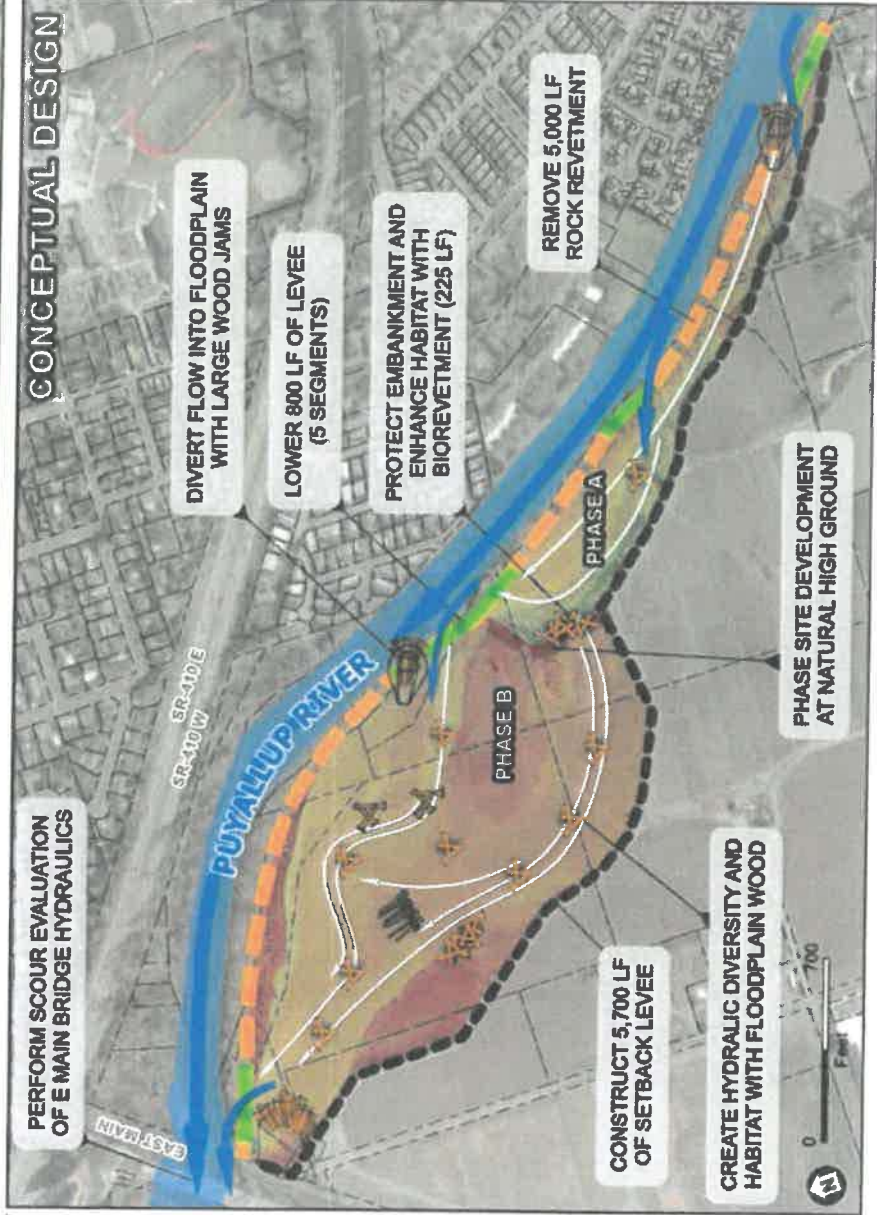 CONCEPTUAL DESIGN
PERFORM SCOUR EVALUATION
OF E MAIN BRIDGE HYDRAULICS
DIVERT FLOW INTO FLOODPLAIN
WITH LARGE WOOD JAMS
LOWER 800 LF OF LEVEE
(5 SEGMENTS)
PROTECT EMBANKMENT AND
ENHANCE HABITAT WITH
BIOREVETMENT (225 LF)
REMOVE 5,000 LF
ROCK REVETMENT
EAST MAIN
SR-410 W
SR-410 E
PUYALLUP RIVER
PHASE B
PHASE A
CONSTRUCT 5,700 LF
OF SETBACK LEVEE
CREATE HYDRALIC DIVERSITY AND
HABITAT WITH FLOODPLAIN WOOD
PHASE SITE DEVELOPMENT
AT NATURAL HIGH GROUND
N
0 700
Feet